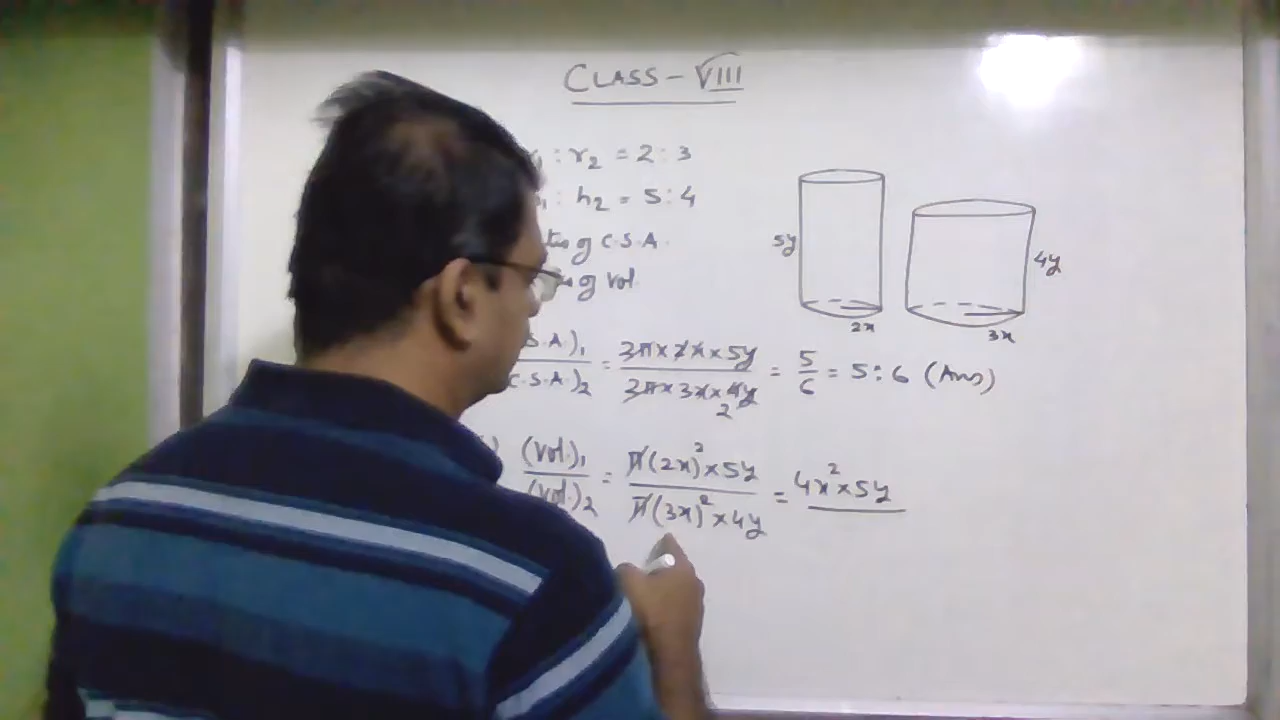 CLASS - VIII
: r₂ = 2 : 3
: h₂ = 5 : 4
g C.S.A.
g Vol.
5y
2x
4y
3x
S.A.)₁ / C.S.A.)₂ = 2π × 2x × 5y / 2π × 3x × 4y 2 = 5/6 = 5 : 6 (Ans)
(Vol.)₁ / (Vol.)₂ = π(2x)² × 5y / π(3x)² × 4y = 4x² × 5y